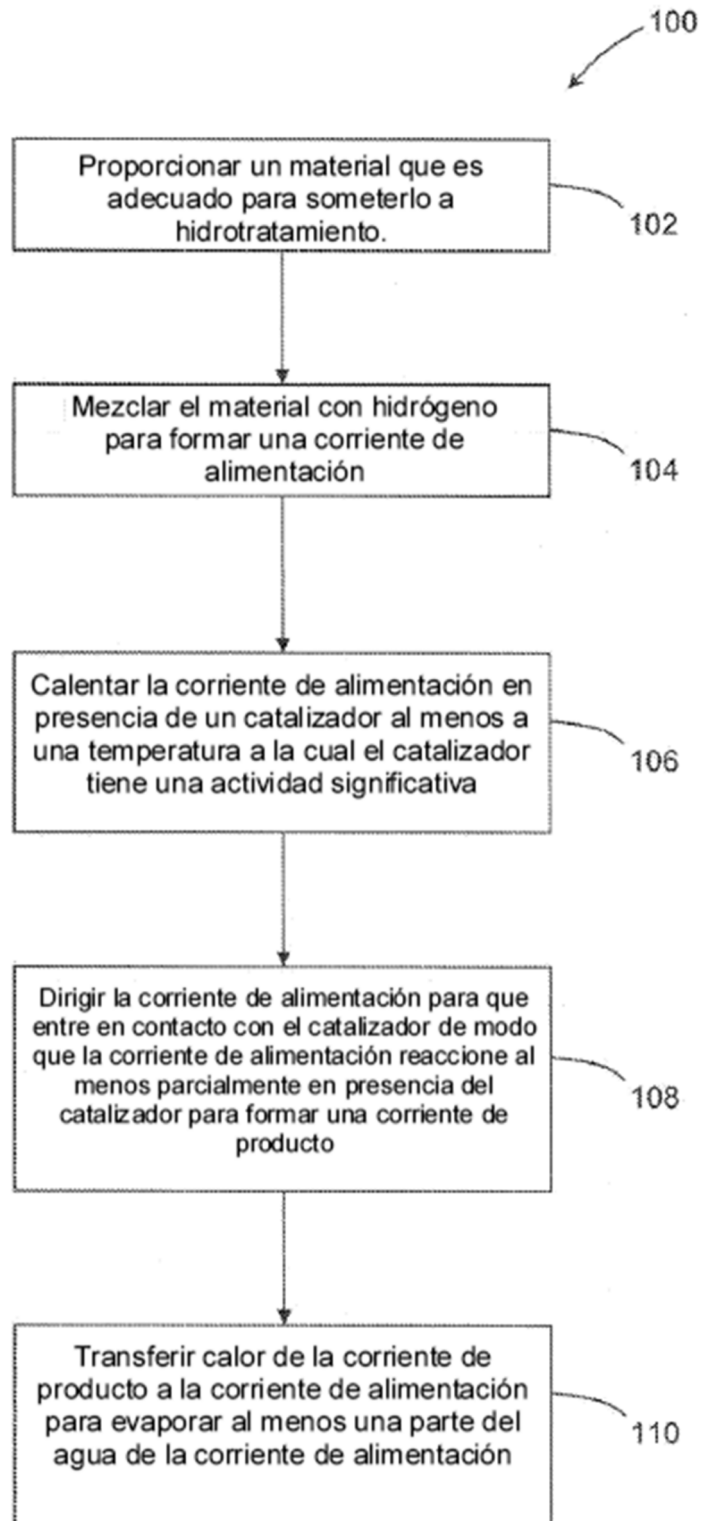 100
Proporcionar un material que es
adecuado para someterlo a
hidrotratamiento.
102
Mezclar el material con hidrógeno
para formar una corriente de
alimentación
104
Calentar la corriente de alimentación en
presencia de un catalizador al menos a
una temperatura a la cual el catalizador
tiene una actividad significativa
106
Dirigir la corriente de alimentación para que
entre en contacto con el catalizador de modo
que la corriente de alimentación reaccione al
menos parcialmente en presencia del
catalizador para formar una corriente de
producto
108
Transferir calor de la corriente de
producto a la corriente de alimentación
para evaporar al menos una parte del
agua de la corriente de alimentación
110